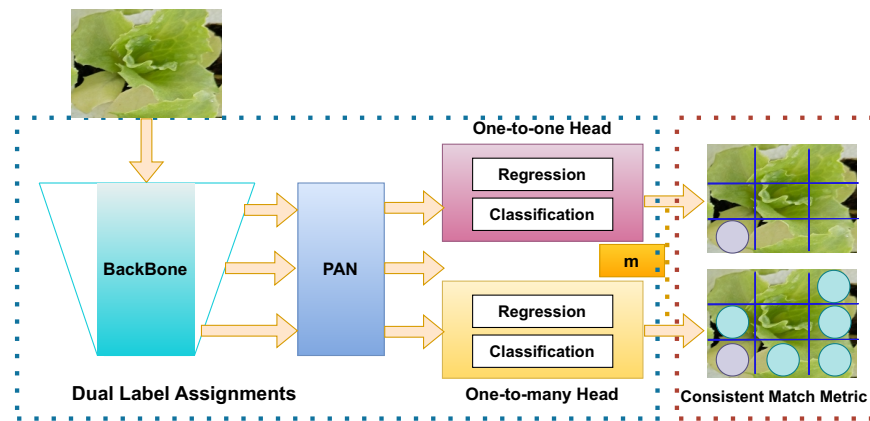 One-to-one Head
Regression
Classification
BackBone
PAN
m
Regression
Classification
Dual Label Assignments
One-to-many Head
Consistent Match Metric